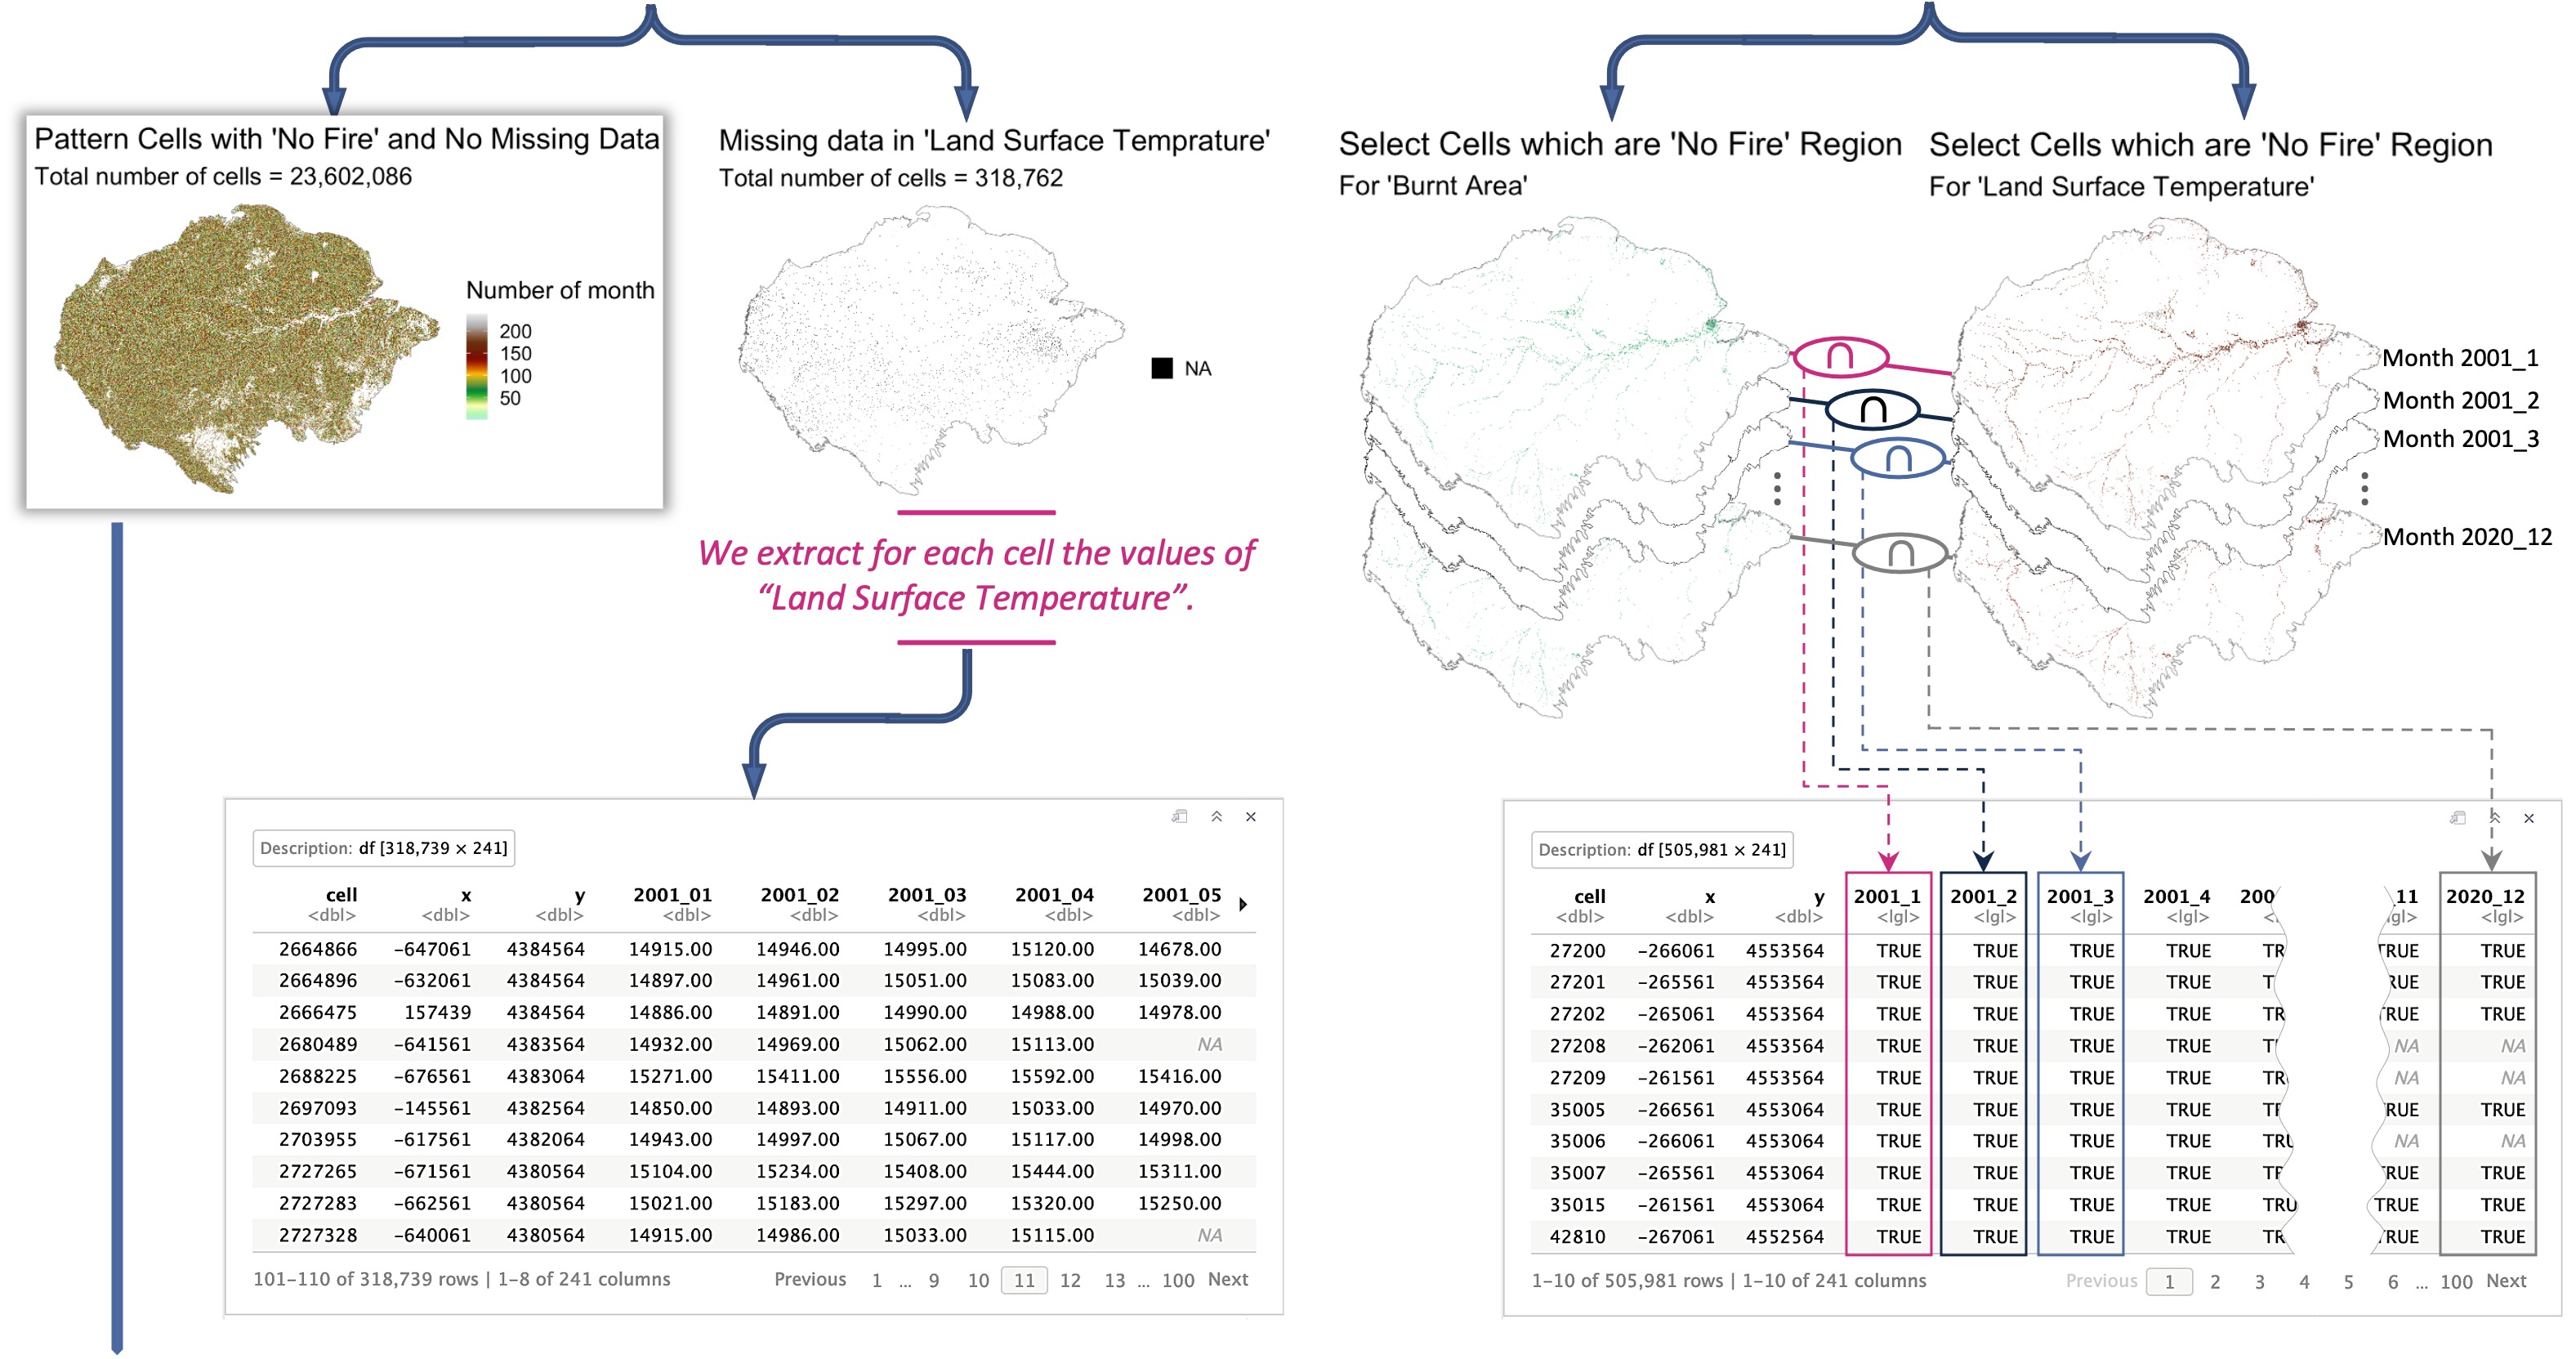 Pattern Cells with 'No Fire' and No Missing Data
Total number of cells = 23,602,086
Number of month
200
150
100
50
Missing data in 'Land Surface Temprature'
Total number of cells = 318,762
NA
We extract for each cell the values of
“Land Surface Temperature”.
Select Cells which are 'No Fire' Region
For 'Burnt Area'
Select Cells which are 'No Fire' Region
For 'Land Surface Temperature'
∩
∩
∩
∩
Month 2001_1
Month 2001_2
Month 2001_3
Month 2020_12
Description: df [318,739 × 241]
cell x y 2001_01 2001_02 2001_03 2001_04 2001_05
<dbl> <dbl> <dbl> <dbl> <dbl> <dbl> <dbl> <dbl>
2664866 -647061 4384564 14915.00 14946.00 14995.00 15120.00 14678.00
2664896 -632061 4384564 14897.00 14961.00 15051.00 15083.00 15039.00
2666475 157439 4384564 14886.00 14891.00 14990.00 14988.00 14978.00
2680489 -641561 4383564 14932.00 14969.00 15062.00 15113.00 NA
2688225 -676561 4383064 15271.00 15411.00 15556.00 15592.00 15416.00
2697093 -145561 4382564 14850.00 14893.00 14911.00 15033.00 14970.00
2703955 -617561 4382064 14943.00 14997.00 15067.00 15117.00 14998.00
2727265 -671561 4380564 15104.00 15234.00 15408.00 15444.00 15311.00
2727283 -662561 4380564 15021.00 15183.00 15297.00 15320.00 15250.00
2727328 -640061 4380564 14915.00 14986.00 15033.00 15115.00 NA
101-110 of 318,739 rows | 1-8 of 241 columns Previous 1 ... 9 10 11 12 13 ... 100 Next
Description: df [505,981 × 241]
cell x y 2001_1 2001_2 2001_3 2001_4 200 _11 2020_12
<dbl> <dbl> <dbl> <lgl> <lgl> <lgl> <lgl> < lgl> <lgl>
27200 -266061 4553564 TRUE TRUE TRUE TRUE TR TRUE TRUE
27201 -265561 4553564 TRUE TRUE TRUE TRUE T RUE TRUE
27202 -265061 4553564 TRUE TRUE TRUE TRUE TR TRUE TRUE
27208 -262061 4553564 TRUE TRUE TRUE TRUE T NA NA
27209 -261561 4553564 TRUE TRUE TRUE TRUE TR NA NA
35005 -266561 4553064 TRUE TRUE TRUE TRUE TR RUE TRUE
35006 -266061 4553064 TRUE TRUE TRUE TRUE TRU NA NA
35007 -265561 4553064 TRUE TRUE TRUE TRUE TR RUE TRUE
35015 -261561 4553064 TRUE TRUE TRUE TRUE TRU TRUE TRUE
42810 -267061 4552564 TRUE TRUE TRUE TRUE TR RUE TRUE
1-10 of 505,981 rows | 1-10 of 241 columns Previous 1 2 3 4 5 6 ... 100 Next